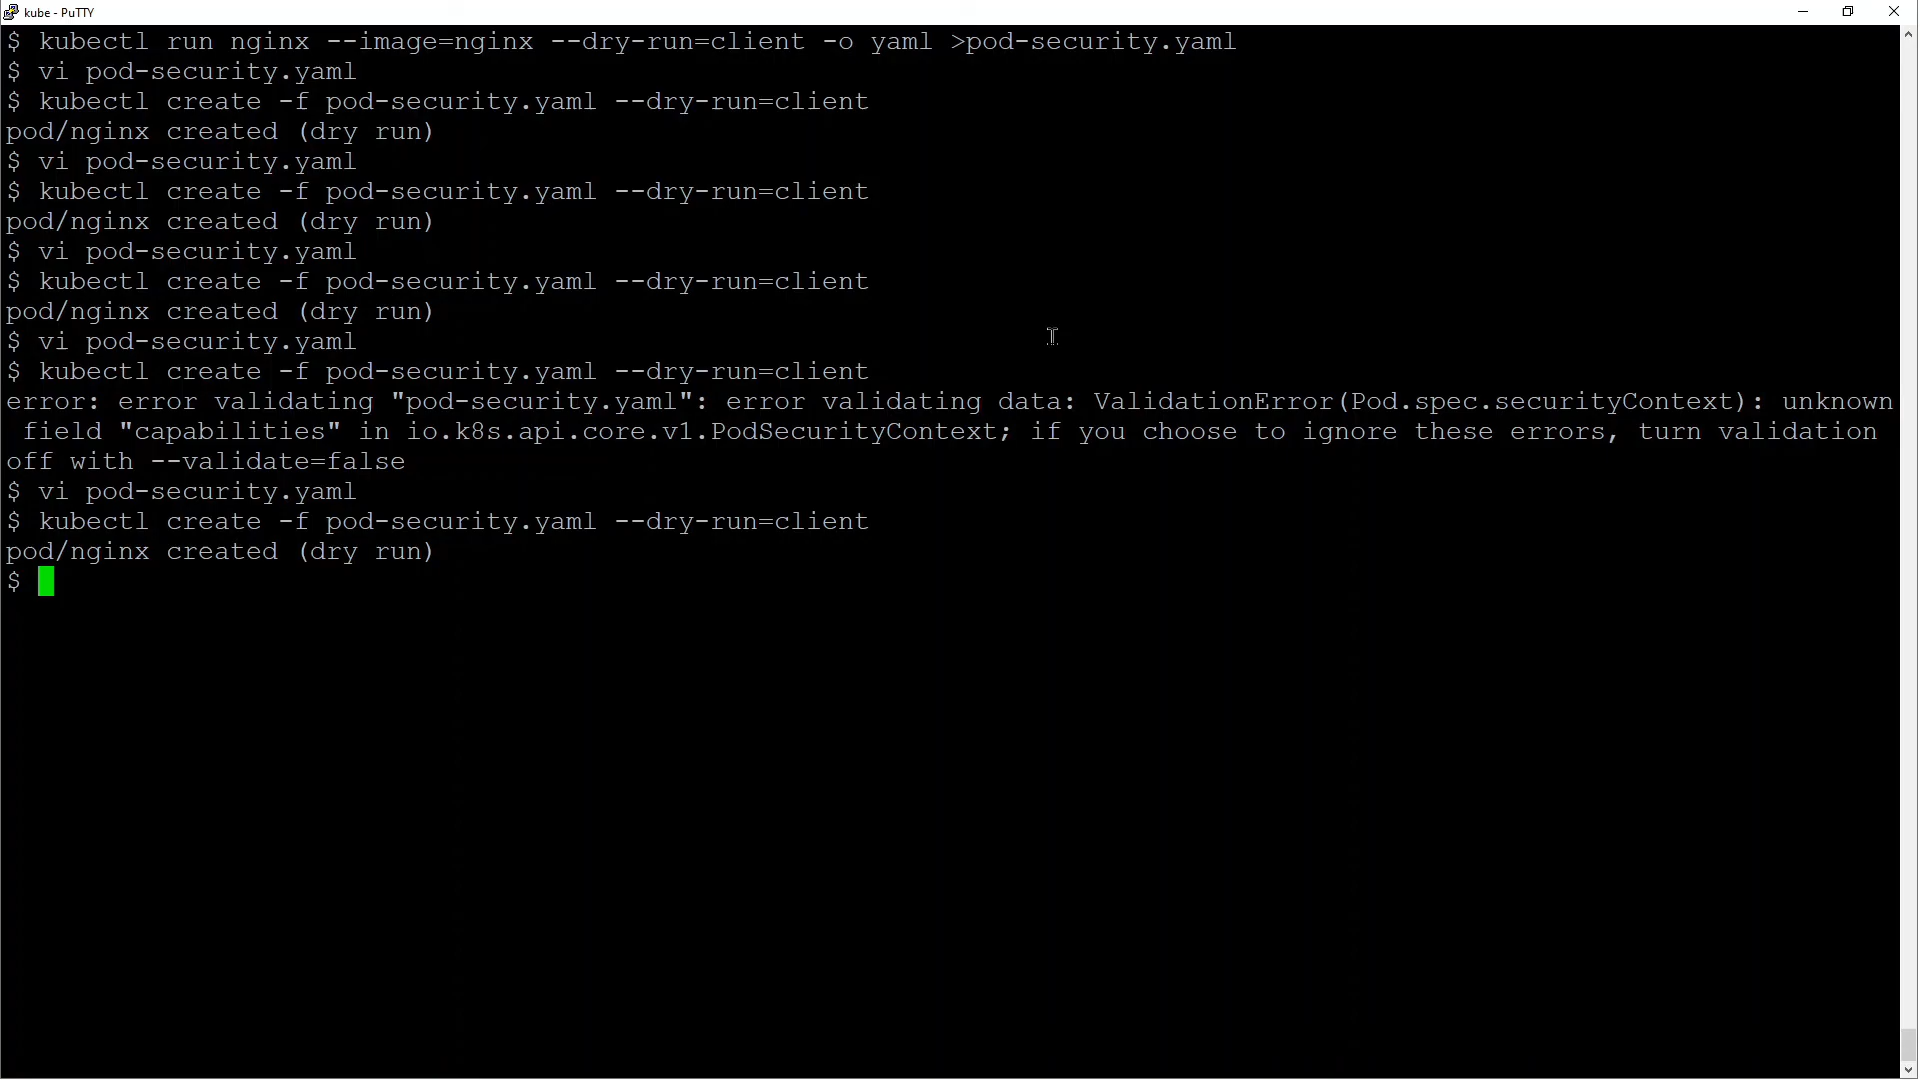 kube - PuTTY
$ kubectl run nginx --image=nginx --dry-run=client -o yaml >pod-security.yaml
$ vi pod-security.yaml
$ kubectl create -f pod-security.yaml --dry-run=client
pod/nginx created (dry run)
$ vi pod-security.yaml
$ kubectl create -f pod-security.yaml --dry-run=client
pod/nginx created (dry run)
$ vi pod-security.yaml
$ kubectl create -f pod-security.yaml --dry-run=client
pod/nginx created (dry run)
$ vi pod-security.yaml
$ kubectl create -f pod-security.yaml --dry-run=client
error: error validating "pod-security.yaml": error validating data: ValidationError(Pod.spec.securityContext): unknown
 field "capabilities" in io.k8s.api.core.v1.PodSecurityContext; if you choose to ignore these errors, turn validation
off with --validate=false
$ vi pod-security.yaml
$ kubectl create -f pod-security.yaml --dry-run=client
pod/nginx created (dry run)
$